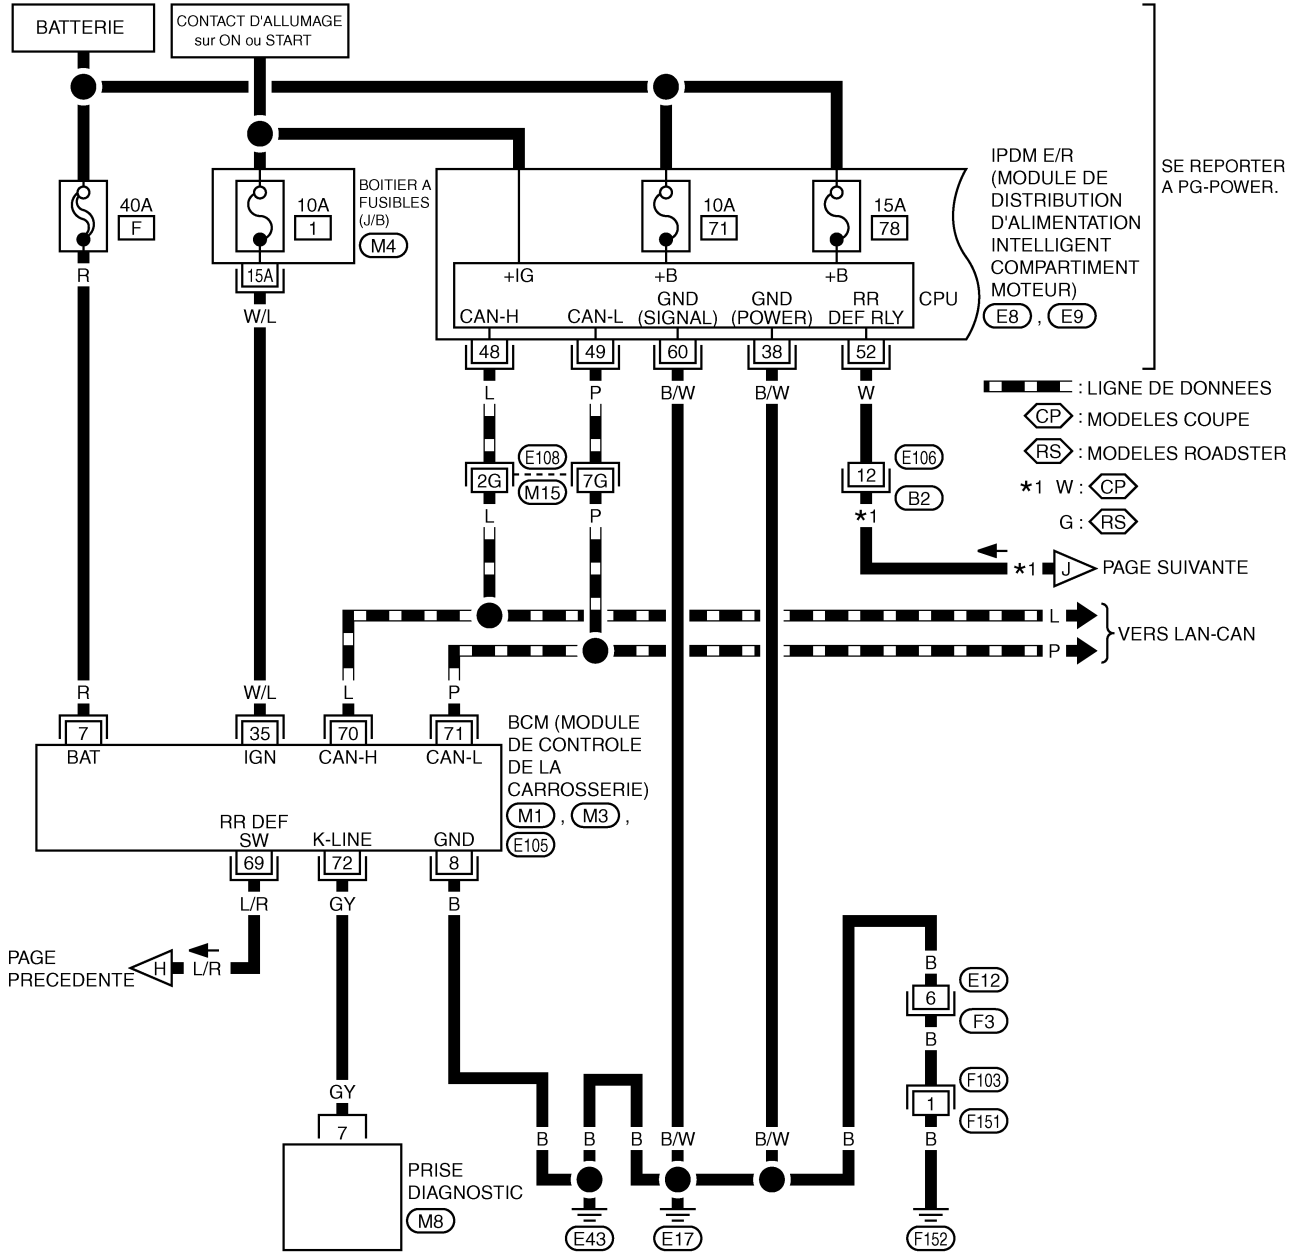 BATTERIE
CONTACT D'ALLUMAGE
sur ON ou START
40A
F
10A
1
BOITIER A
FUSIBLES
(J/B)
M4
10A
71
15A
78
IPDM E/R
(MODULE DE
DISTRIBUTION
D'ALIMENTATION
INTELLIGENT
COMPARTIMENT
MOTEUR)
E8 , E9
SE REPORTER
A PG-POWER.
R
15A
W/L
+IG
+B
+B
CPU
CAN-H
CAN-L
GND
(SIGNAL)
GND
(POWER)
RR
DEF RLY
48
49
60
38
52
L
P
B/W
B/W
W
: LIGNE DE DONNEES
CP : MODELES COUPE
RS : MODELES ROADSTER
*1 W : CP
G : RS
2G
E108
M15
7G
12
E106
B2
L
P
*1
*1
J
PAGE SUIVANTE
L
P
VERS LAN-CAN
R
W/L
L
P
7
35
70
71
BAT
IGN
CAN-H
CAN-L
BCM (MODULE
DE CONTROLE
DE LA
CARROSSERIE)
M1 , M3 ,
E105
RR DEF
SW
K-LINE
GND
69
72
8
L/R
GY
B
PAGE
PRECEDENTE
H
L/R
B
6
E12
F3
B
1
F103
F151
B
GY
7
B
B
B
B/W
B/W
B
PRISE
DIAGNOSTIC
M8
E43
E17
F152